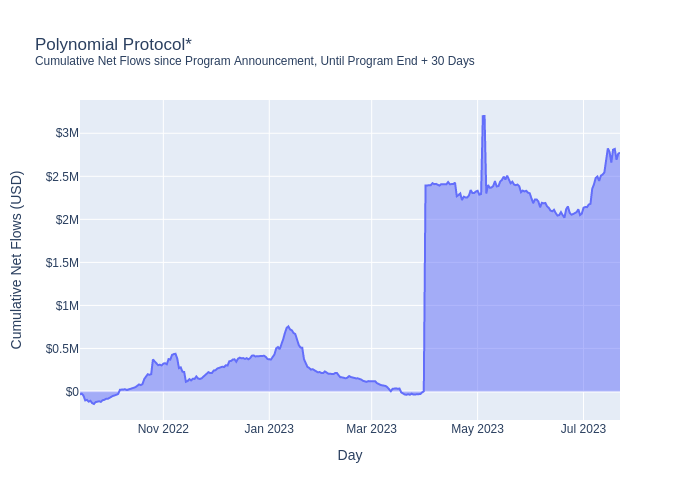 Polynomial Protocol*
Cumulative Net Flows since Program Announcement, Until Program End + 30 Days
Cumulative Net Flows (USD)
$3M
$2.5M
$2M
$1.5M
$1M
$0.5M
$0
Nov 2022 Jan 2023 Mar 2023 May 2023 Jul 2023
Day